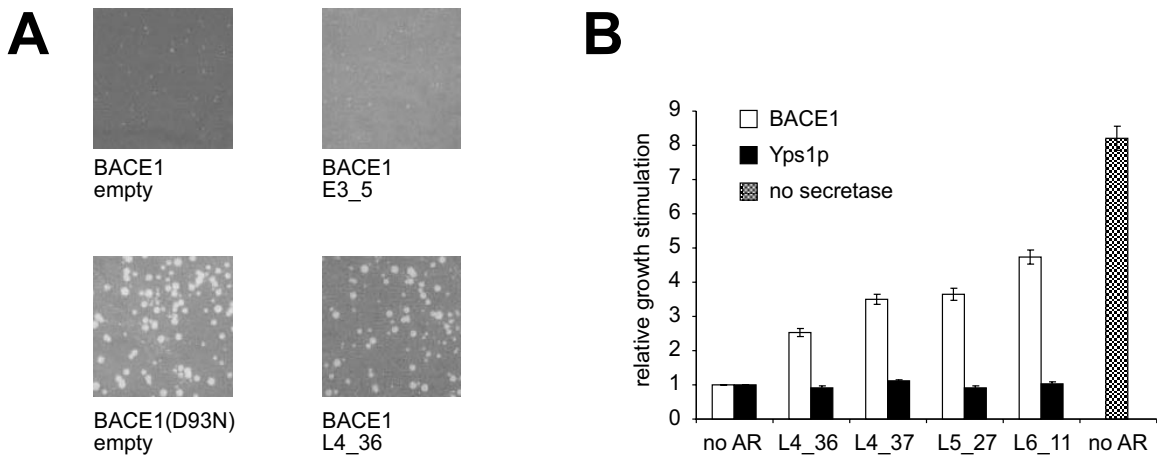 A
BACE1
empty
BACE1
E3_5
BACE1(D93N)
empty
BACE1
L4_36
B
relative growth stimulation
9
8
7
6
5
4
3
2
1
0
BACE1
Yps1p
no secretase
no AR L4_36 L4_37 L5_27 L6_11 no AR